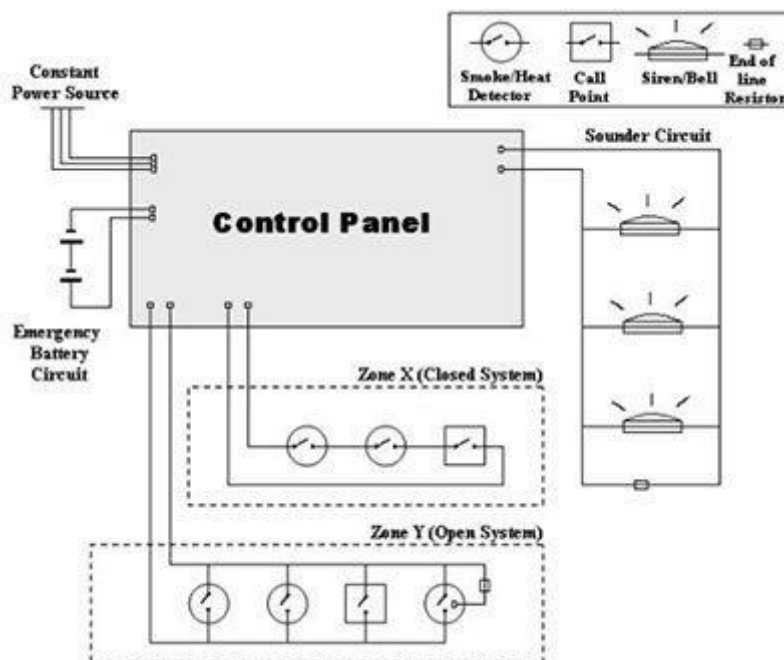 Smoke/Heat
Detector
Call
Point
Siren/Bell
End of
line
Resistor
Constant
Power Source
Sounder Circuit
Control Panel
Emergency
Battery
Circuit
Zone X (Closed System)
Zone Y (Open System)